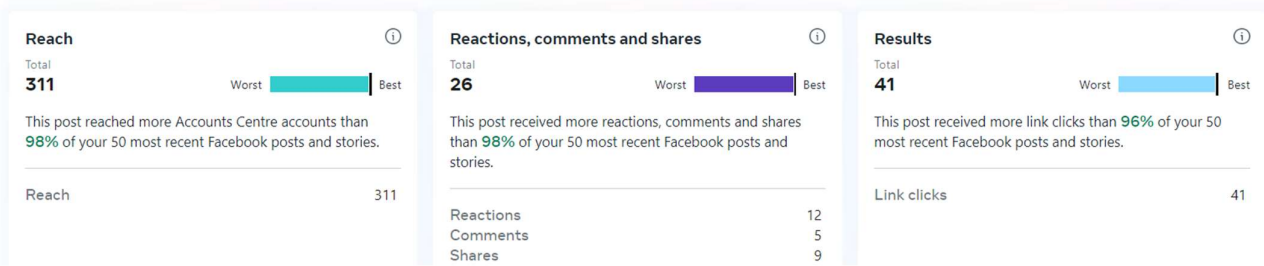 Reach
Total
311
Worst
Best
This post reached more Accounts Centre accounts than
98% of your 50 most recent Facebook posts and stories.
Reach 311
Reactions, comments and shares
Total
26
Worst
Best
This post received more reactions, comments and shares
than 98% of your 50 most recent Facebook posts and
stories.
Reactions 12
Comments 5
Shares 9
Results
Total
41
Worst
Best
This post received more link clicks than 96% of your 50
most recent Facebook posts and stories.
Link clicks 41